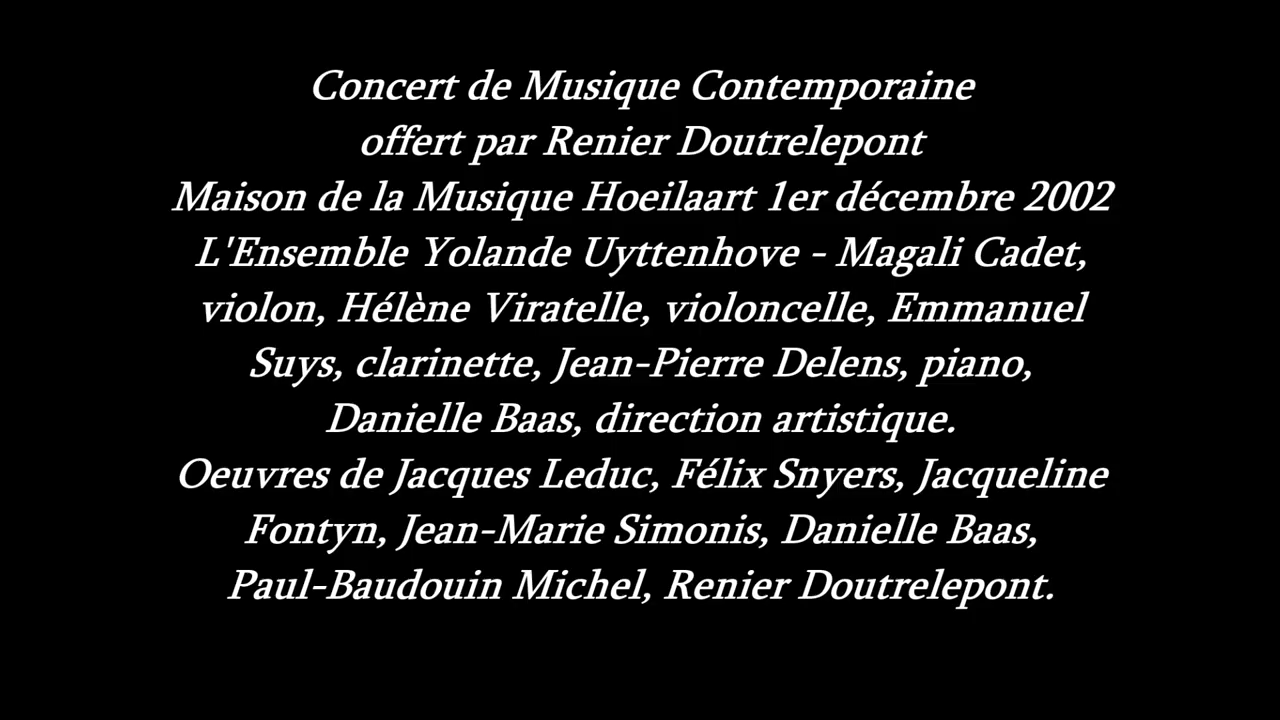 Concert de Musique Contemporaine
offert par Renier Doutrelepont
Maison de la Musique Hoeilaart 1er décembre 2002
L'Ensemble Yolande Uyttenhove - Magali Cadet,
violon, Hélène Viratelle, violoncelle, Emmanuel
Suys, clarinette, Jean-Pierre Delens, piano,
Danielle Baas, direction artistique.
Oeuvres de Jacques Leduc, Félix Snyers, Jacqueline
Fontyn, Jean-Marie Simonis, Danielle Baas,
Paul-Baudouin Michel, Renier Doutrelepont.